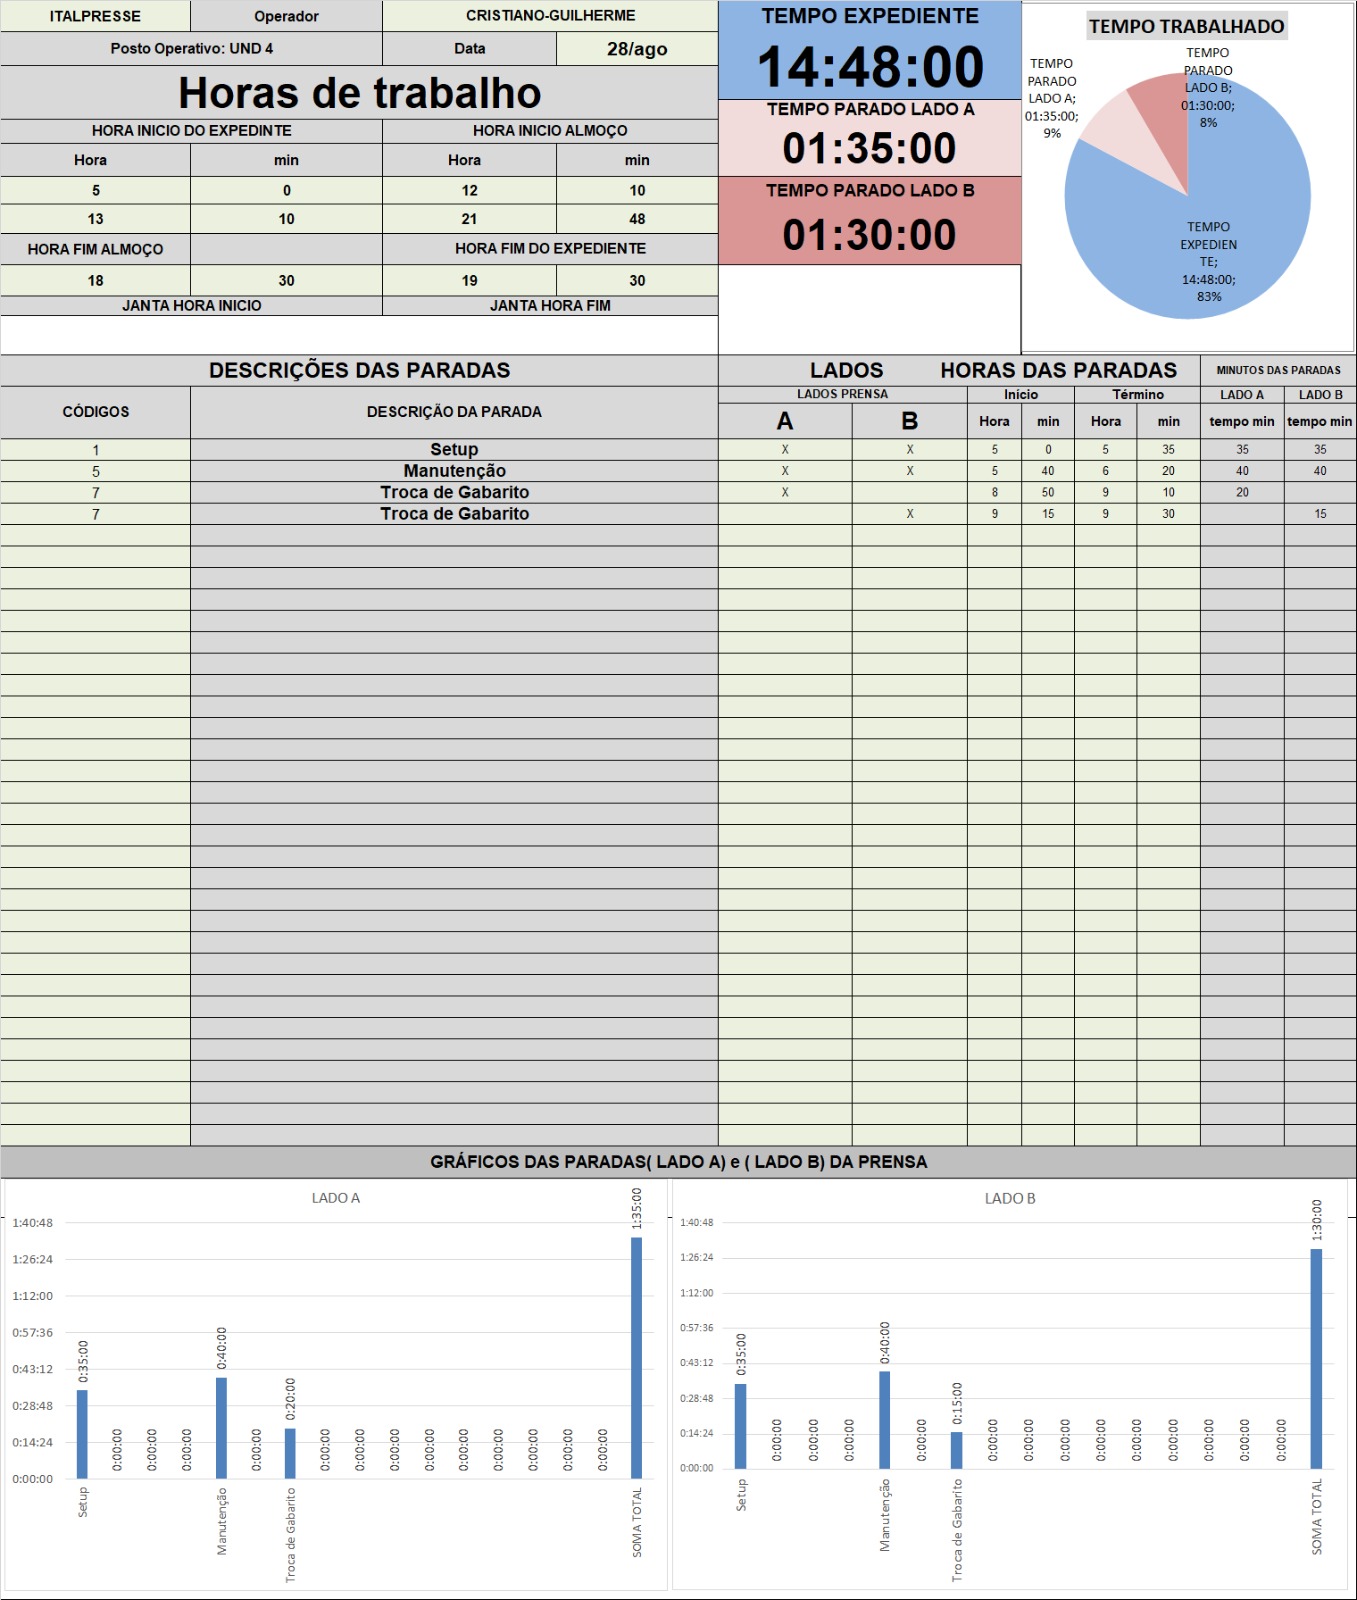 ITALPRESSE Operador CRISTIANO-GUILHERME
Posto Operativo: UND 4 Data 28/ago
Horas de trabalho
HORA INICIO DO EXPEDINTE HORA INICIO ALMOÇO
Hora min Hora min
5 0 12 10
13 10 21 48
HORA FIM ALMOÇO HORA FIM DO EXPEDIENTE
18 30 19 30
JANTA HORA INICIO JANTA HORA FIM
TEMPO EXPEDIENTE
14:48:00
TEMPO PARADO LADO A
01:35:00
TEMPO PARADO LADO B
01:30:00
TEMPO TRABALHADO
TEMPO
PARADO
LADO A;
01:35:00;
9%
TEMPO
PARADO
LADO B;
01:30:00;
8%
TEMPO
EXPEDIEN
TE;
14:48:00;
83%
DESCRIÇÕES DAS PARADAS LADOS HORAS DAS PARADAS MINUTOS DAS PARADAS
CÓDIGOS DESCRIÇÃO DA PARADA LADOS PRENSA Início Término LADO A LADO B
A B Hora min Hora min tempo min tempo min
1 Setup X X 5 0 5 35 35 35
5 Manutenção X X 5 40 6 20 40 40
7 Troca de Gabarito X 8 50 9 10 20
7 Troca de Gabarito X 9 15 9 30 15
GRÁFICOS DAS PARADAS( LADO A) e ( LADO B) DA PRENSA
LADO A
1:40:48
1:26:24
1:12:00
0:57:36
0:43:12
0:28:48
0:14:24
0:00:00
0:35:00 0:00:00 0:00:00 0:00:00 0:40:00 0:00:00 0:20:00 0:00:00 0:00:00 0:00:00 0:00:00 0:00:00 0:00:00 0:00:00 0:00:00 0:00:00 1:35:00
Setup Manutenção Troca de Gabarito SOMA TOTAL
LADO B
1:40:48
1:26:24
1:12:00
0:57:36
0:43:12
0:28:48
0:14:24
0:00:00
0:35:00 0:00:00 0:00:00 0:00:00 0:40:00 0:00:00 0:15:00 0:00:00 0:00:00 0:00:00 0:00:00 0:00:00 0:00:00 0:00:00 0:00:00 0:00:00 1:30:00
Setup Manutenção Troca de Gabarito SOMA TOTAL